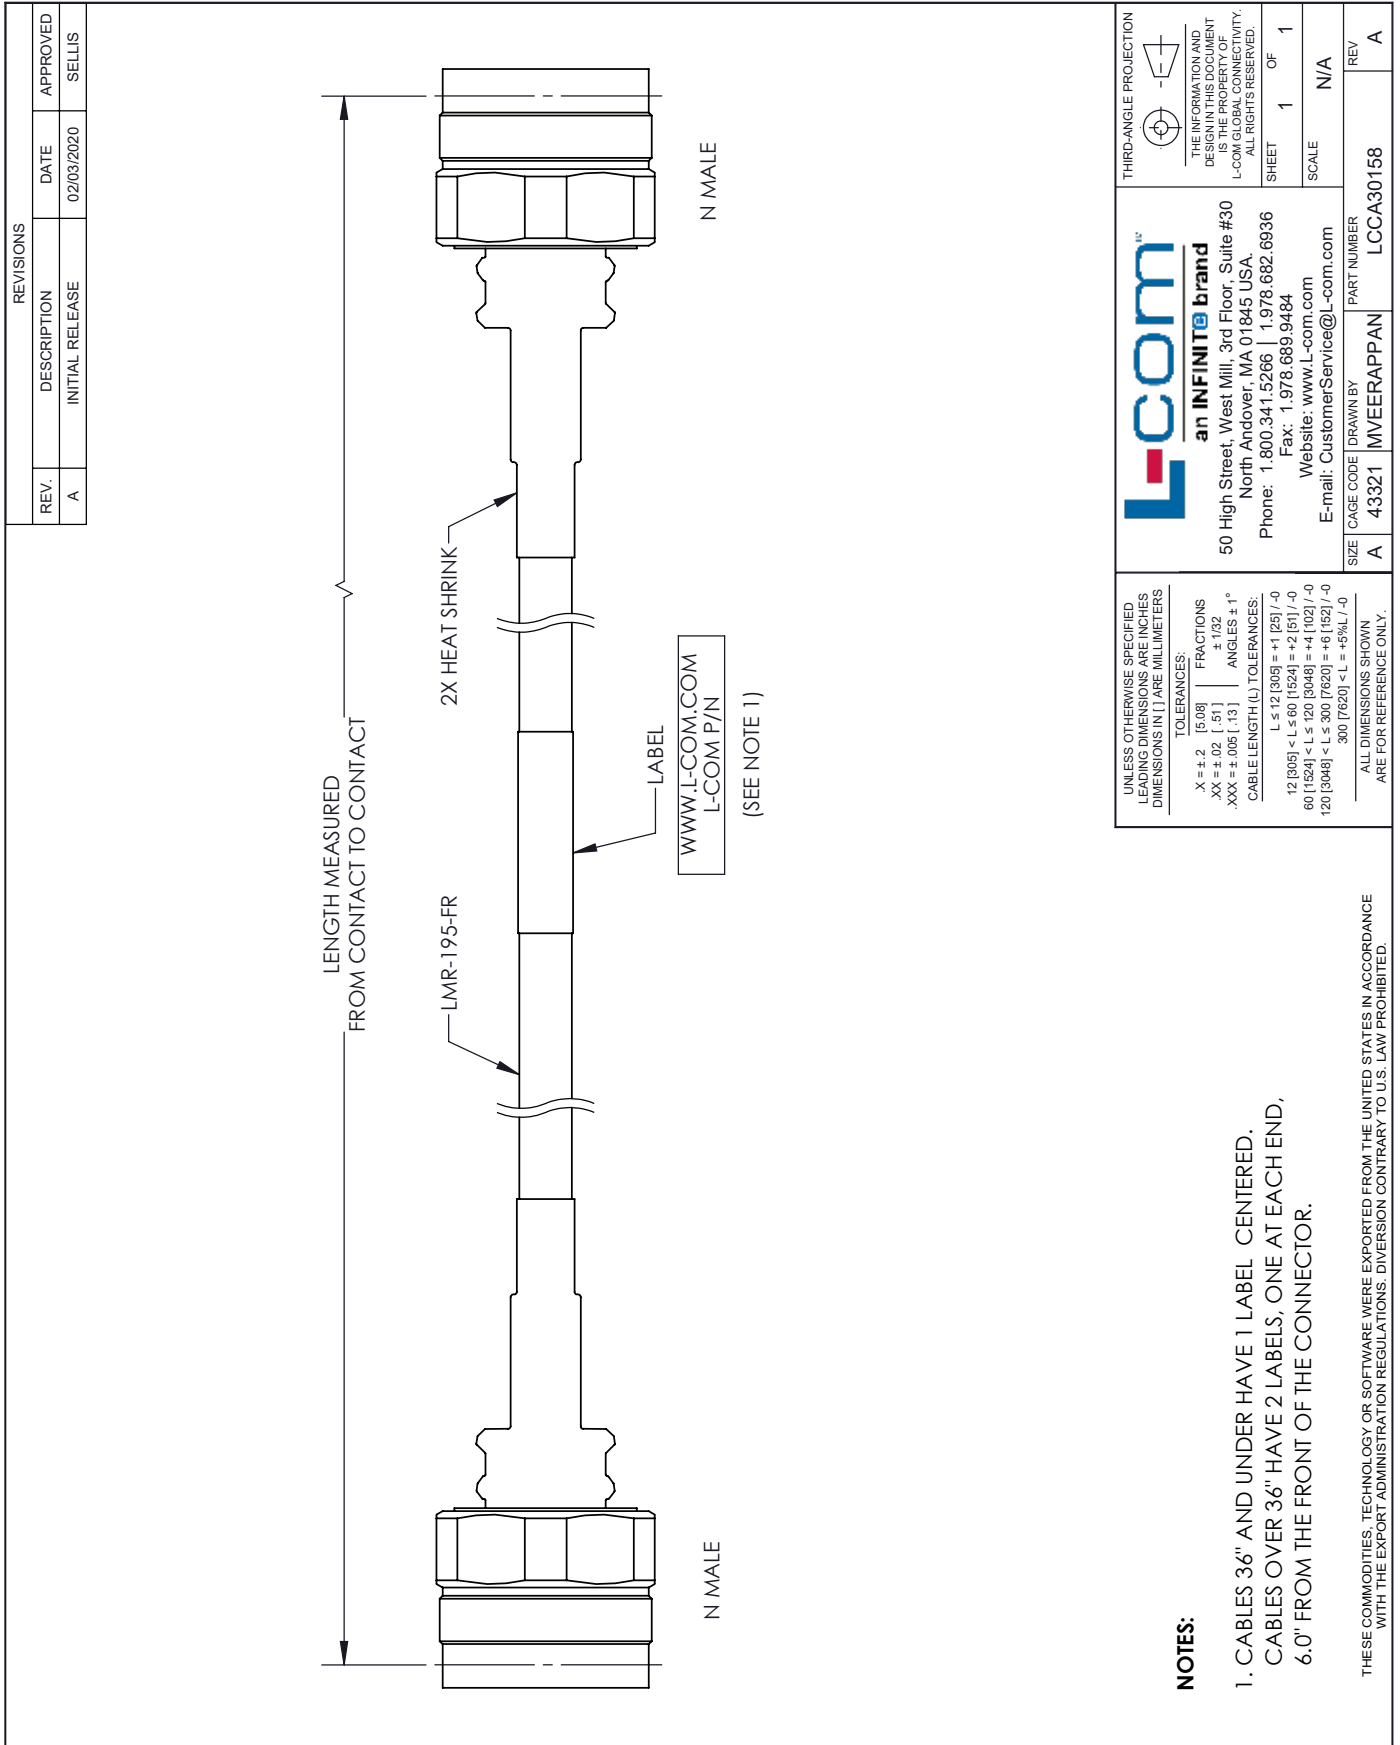 REVISIONS
REV. DESCRIPTION DATE APPROVED
A INITIAL RELEASE 02/03/2020 SELLIS
LENGTH MEASURED
FROM CONTACT TO CONTACT
LMR-195-FR
2X HEAT SHRINK
N MALE
N MALE
LABEL
WWW.L-COM.COM
L-COM P/N
(SEE NOTE 1)
NOTES:
1. CABLES 36" AND UNDER HAVE 1 LABEL CENTERED.
CABLES OVER 36" HAVE 2 LABELS, ONE AT EACH END,
6.0" FROM THE FRONT OF THE CONNECTOR.
THESE COMMODITIES, TECHNOLOGY OR SOFTWARE WERE EXPORTED FROM THE UNITED STATES IN ACCORDANCE
WITH THE EXPORT ADMINISTRATION REGULATIONS. DIVERSION CONTRARY TO U.S. LAW PROHIBITED.
UNLESS OTHERWISE SPECIFIED
LEADING DIMENSIONS ARE INCHES
DIMENSIONS IN [ ] ARE MILLIMETERS
TOLERANCES:
.X = ± .2 [5.08] FRACTIONS
.XX = ± .02 [ .51 ] ± 1/32
.XXX = ± .005 [ .13 ] ANGLES ± 1°
CABLE LENGTH (L) TOLERANCES:
L ≤ 12 [305] = +1 [25] / -0
12 [305] < L ≤ 60 [1524] = +2 [51] / -0
60 [1524] < L ≤ 120 [3048] = +4 [102] / -0
120 [3048] < L ≤ 300 [7620] = +6 [152] / -0
300 [7620] < L = +5%L / -0
ALL DIMENSIONS SHOWN
ARE FOR REFERENCE ONLY.
L-com
an INFINITe brand
50 High Street, West Mill, 3rd Floor, Suite #30
North Andover, MA 01845 USA.
Phone: 1.800.341.5266 | 1.978.682.6936
Fax: 1.978.689.9484
Website: www.L-com.com
E-mail: CustomerService@L-com.com
THIRD-ANGLE PROJECTION
THE INFORMATION AND
DESIGN IN THIS DOCUMENT
IS THE PROPERTY OF
L-COM GLOBAL CONNECTIVITY.
ALL RIGHTS RESERVED.
SHEET 1 OF 1
SCALE N/A
SIZE A
CAGE CODE 43321
DRAWN BY MVEERAPPAN
PART NUMBER LCCA30158
REV A